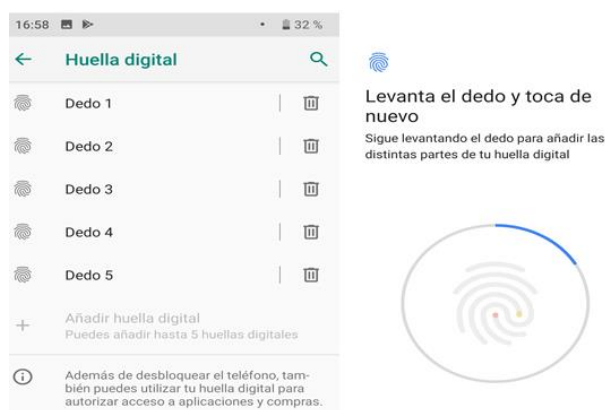 16:58
32 %
Huella digital
Dedo 1
Dedo 2
Dedo 3
Dedo 4
Dedo 5
Añadir huella digital
Puedes añadir hasta 5 huellas digitales
Además de desbloquear el teléfono, tam-
bién puedes utilizar tu huella digital para
autorizar acceso a aplicaciones y compras.
Levanta el dedo y toca de
nuevo
Sigue levantando el dedo para añadir las
distintas partes de tu huella digital